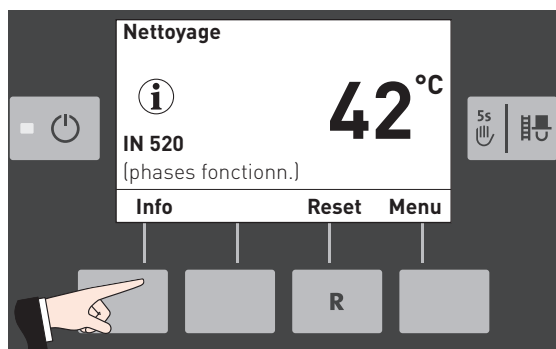 Nettoyage
42°C
IN 520
(phases fonctionn.)
Info Reset Menu
5s
R